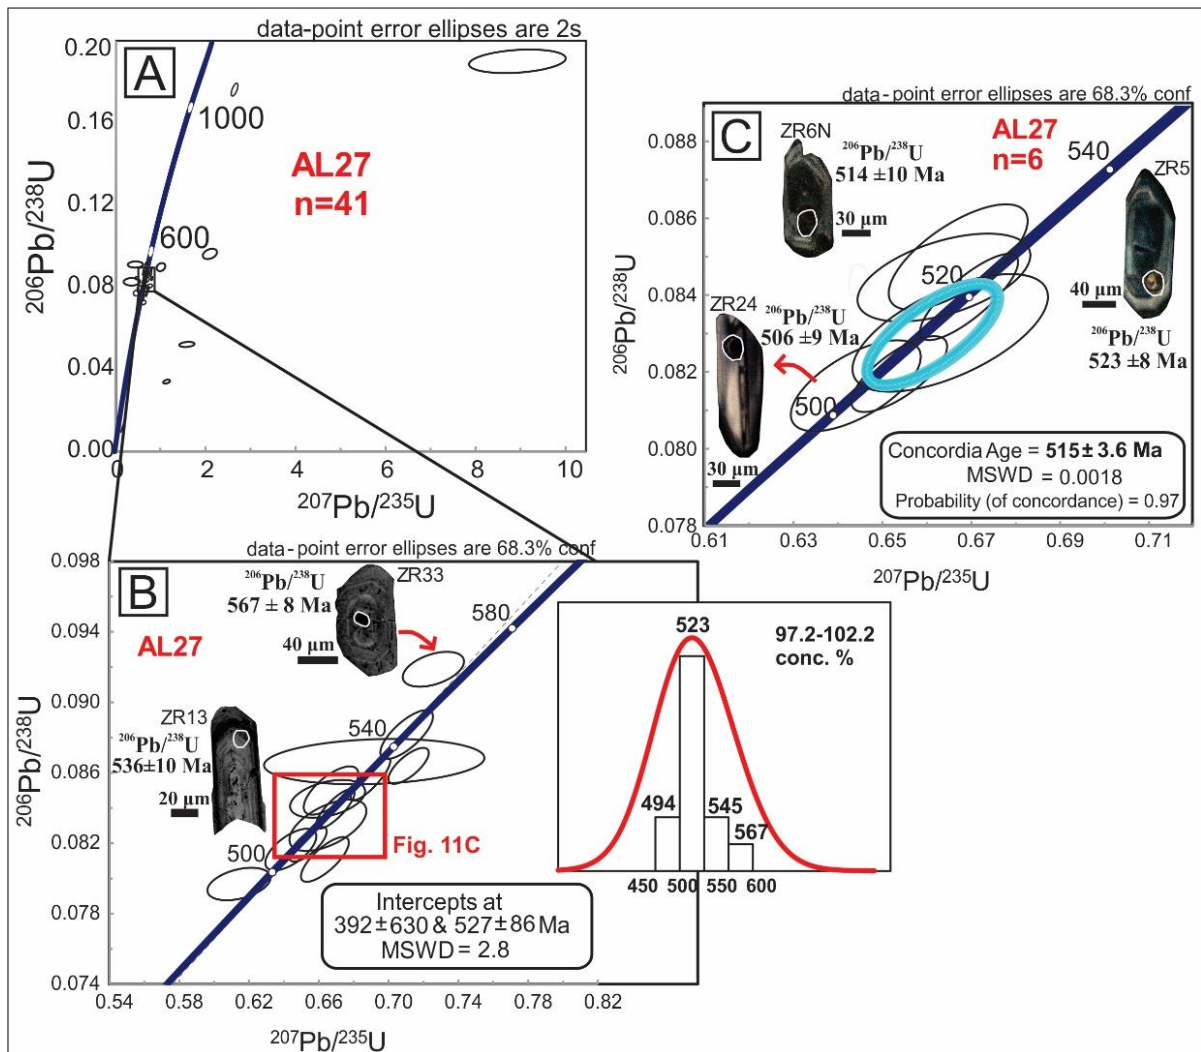 data-point error ellipses are 2s
A
0.20
0.16
0.12
0.08
0.04
0.00
206Pb/238U
1000
600
AL27
n=41
0
2
4
6
8
10
207Pb/235U
data-point error ellipses are 68.3% conf
C
0.088
0.086
0.084
0.082
0.080
0.078
206Pb/238U
ZR6N
206Pb/238U
514 ±10 Ma
30 µm
AL27
n=6
540
520
500
ZR5
40 µm
206Pb/238U
523 ±8 Ma
ZR24
206Pb/238U
506 ±9 Ma
30 µm
Concordia Age = 515± 3.6 Ma
MSWD = 0.0018
Probability (of concordance) = 0.97
0.61
0.63
0.65
0.67
0.69
0.71
207Pb/235U
data-point error ellipses are 68.3% conf
B
0.098
0.094
0.090
0.086
0.082
0.078
0.074
206Pb/238U
AL27
206Pb/238U
567 ± 8 Ma
ZR33
40 µm
580
540
500
ZR13
206Pb/238U
536±10 Ma
20 µm
Fig. 11C
Intercepts at
392±630 & 527±86 Ma
MSWD = 2.8
0.54
0.58
0.62
0.66
0.70
0.74
0.78
0.82
207Pb/235U
523
97.2-102.2
conc. %
494
545
567
450 500 550 600